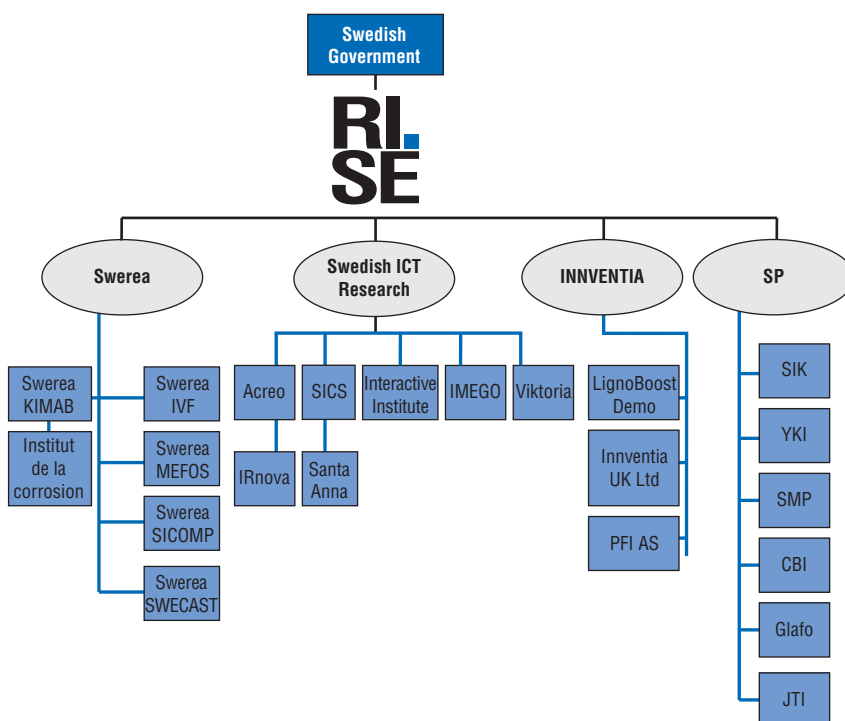 Swedish
Government
RI.
SE
Swerea
Swedish ICT
Research
INNVENTIA
SP
Swerea
KIMAB
Institut
de la
corrosion
Swerea
IVF
Swerea
MEFOS
Swerea
SICOMP
Swerea
SWECAST
Acreo
SICS
Interactive
Institute
IMEGO
Viktoria
IRnova
Santa
Anna
LignoBoost
Demo
Innventia
UK Ltd
PFI AS
SIK
YKI
SMP
CBI
Glafo
JTI